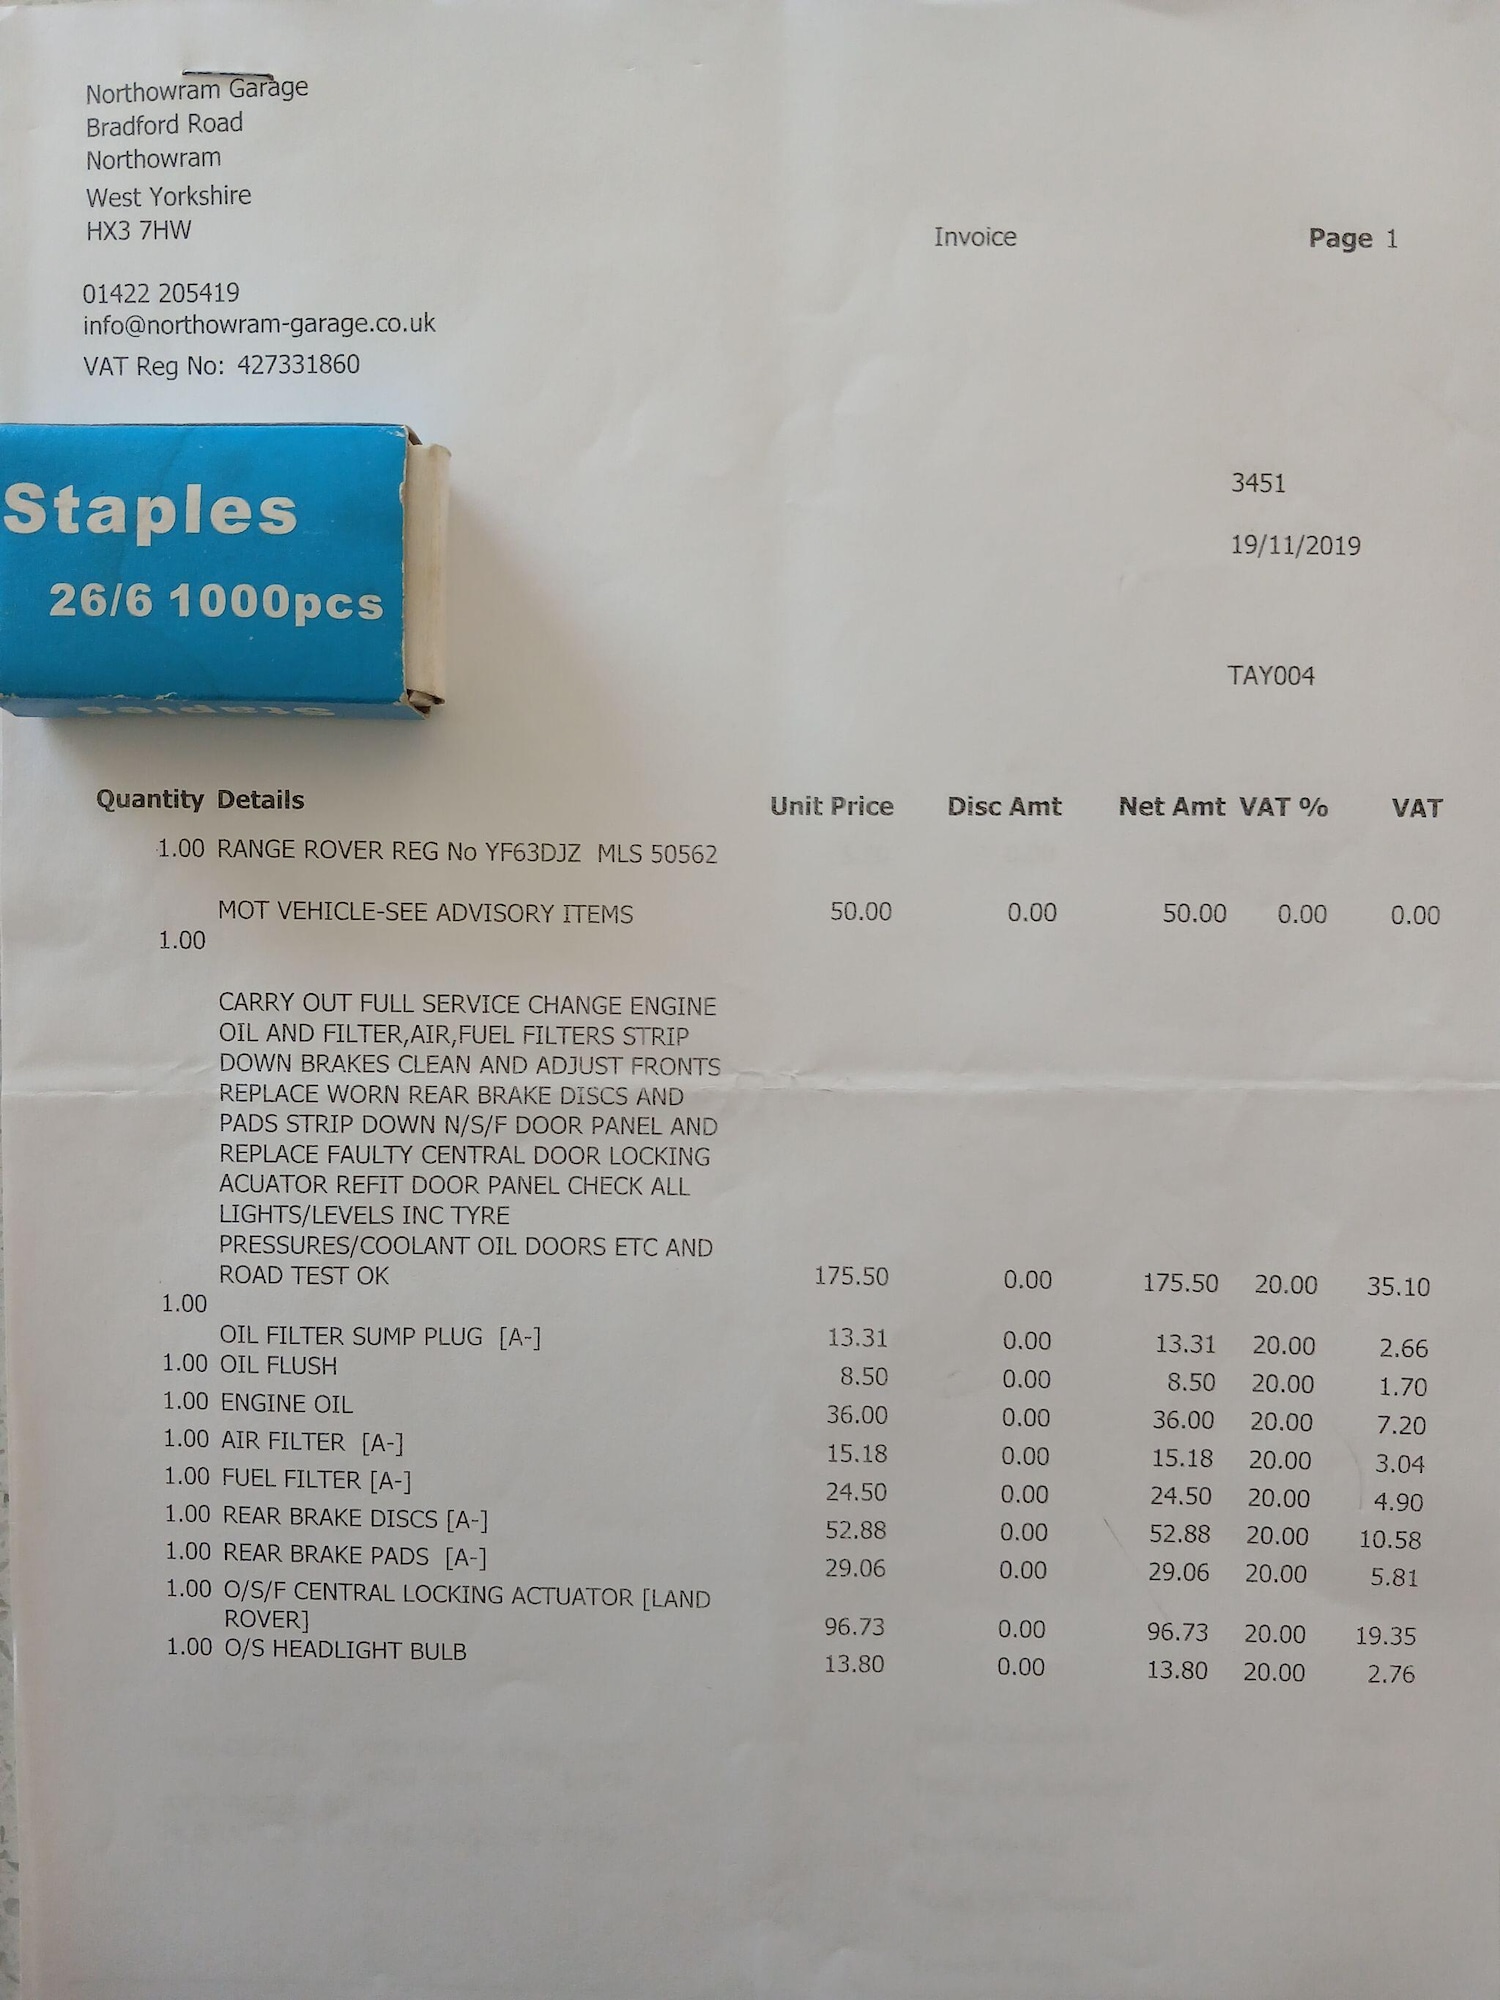 Northowram Garage
Bradford Road
Northowram
West Yorkshire
HX3 7HW
Invoice Page 1
01422 205419
info@northowram-garage.co.uk
VAT Reg No: 427331860
Staples
26/6 1000pcs
Staples
3451
19/11/2019
TAY004
Quantity Details Unit Price Disc Amt Net Amt VAT % VAT
1.00 RANGE ROVER REG No YF63DJZ MLS 50562
MOT VEHICLE-SEE ADVISORY ITEMS 50.00 0.00 50.00 0.00 0.00
1.00
CARRY OUT FULL SERVICE CHANGE ENGINE
OIL AND FILTER,AIR,FUEL FILTERS STRIP
DOWN BRAKES CLEAN AND ADJUST FRONTS
REPLACE WORN REAR BRAKE DISCS AND
PADS STRIP DOWN N/S/F DOOR PANEL AND
REPLACE FAULTY CENTRAL DOOR LOCKING
ACUATOR REFIT DOOR PANEL CHECK ALL
LIGHTS/LEVELS INC TYRE
PRESSURES/COOLANT OIL DOORS ETC AND
ROAD TEST OK 175.50 0.00 175.50 20.00 35.10
1.00
OIL FILTER SUMP PLUG [A-] 13.31 0.00 13.31 20.00 2.66
1.00 OIL FLUSH 8.50 0.00 8.50 20.00 1.70
1.00 ENGINE OIL 36.00 0.00 36.00 20.00 7.20
1.00 AIR FILTER [A-] 15.18 0.00 15.18 20.00 3.04
1.00 FUEL FILTER [A-] 24.50 0.00 24.50 20.00 4.90
1.00 REAR BRAKE DISCS [A-] 52.88 0.00 52.88 20.00 10.58
1.00 REAR BRAKE PADS [A-] 29.06 0.00 29.06 20.00 5.81
1.00 O/S/F CENTRAL LOCKING ACTUATOR [LAND
ROVER] 96.73 0.00 96.73 20.00 19.35
1.00 O/S HEADLIGHT BULB 13.80 0.00 13.80 20.00 2.76